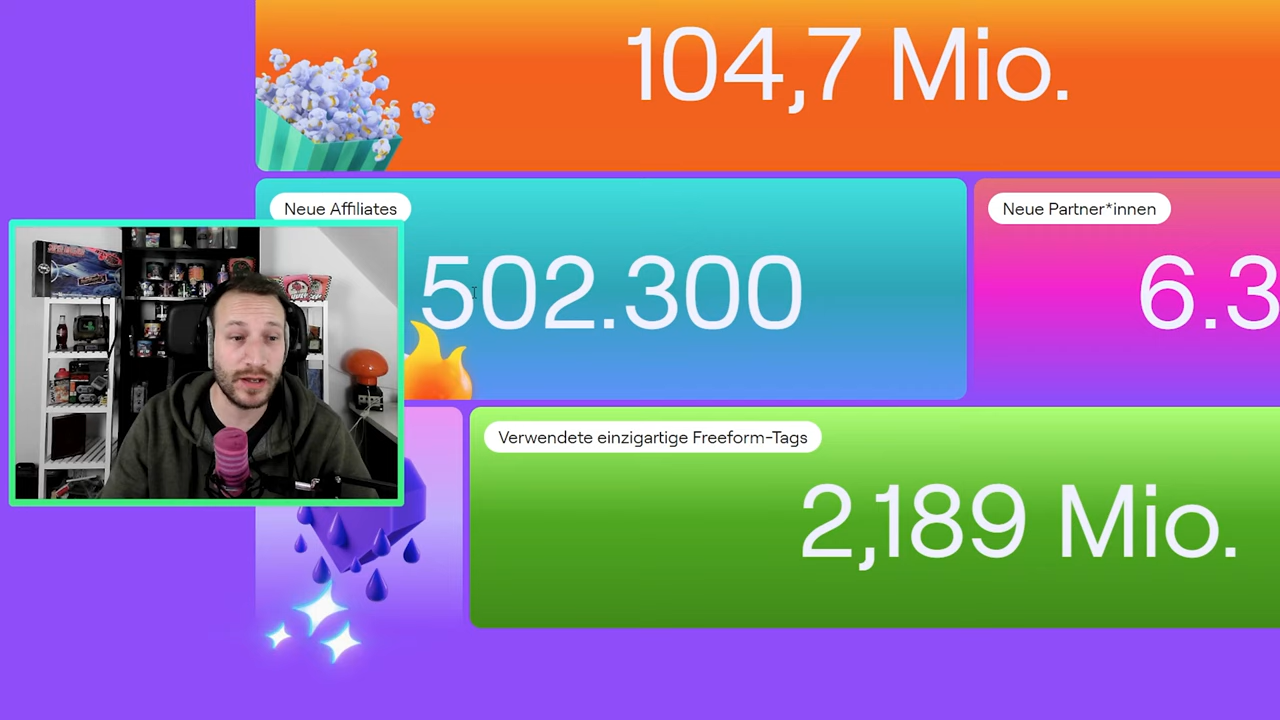 104,7 Mio.
Neue Affiliates
Neue Partner*innen
502.300
6.3
Verwendete einzigartige Freeform-Tags
2,189 Mio.